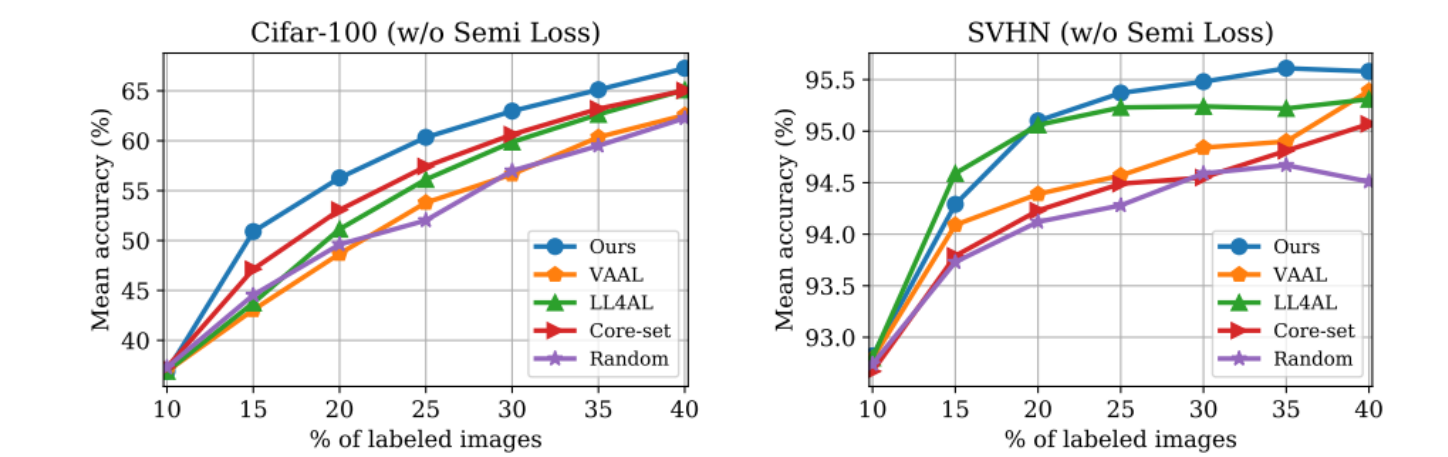 Cifar-100 (w/o Semi Loss)
Mean accuracy (%)
65
60
55
50
45
40
10 15 20 25 30 35 40
% of labeled images
Ours
VAAL
LL4AL
Core-set
Random
SVHN (w/o Semi Loss)
Mean accuracy (%)
95.5
95.0
94.5
94.0
93.5
93.0
10 15 20 25 30 35 40
% of labeled images
Ours
VAAL
LL4AL
Core-set
Random